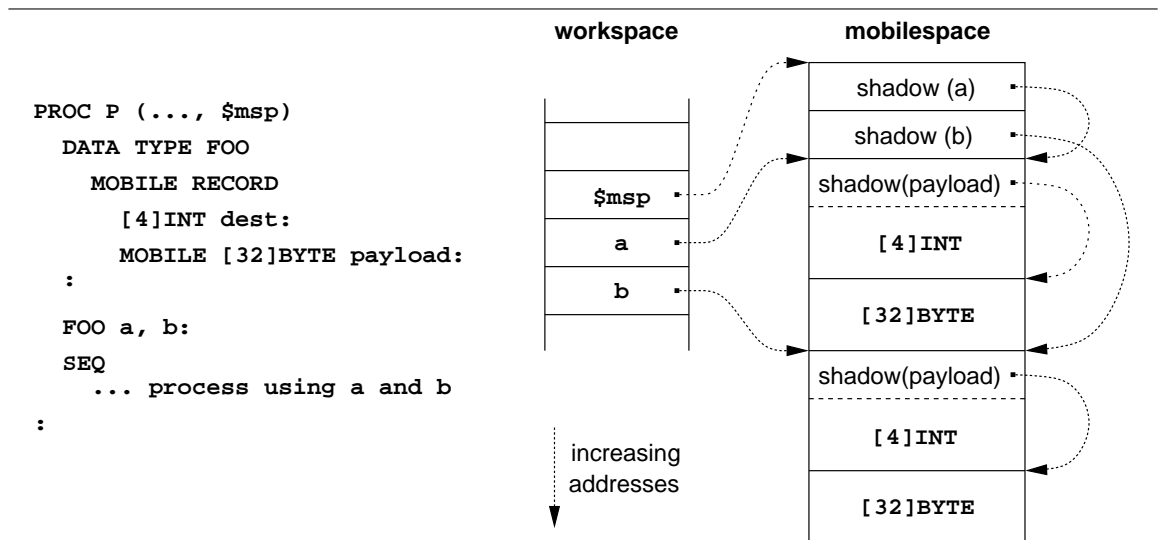 workspace
mobilespace
PROC P (..., $msp)
DATA TYPE FOO
MOBILE RECORD
[4]INT dest:
MOBILE [32]BYTE payload:
:
FOO a, b:
SEQ
... process using a and b
:
$msp
a
b
increasing
addresses
shadow (a)
shadow (b)
shadow(payload)
[4]INT
[32]BYTE
shadow(payload)
[4]INT
[32]BYTE